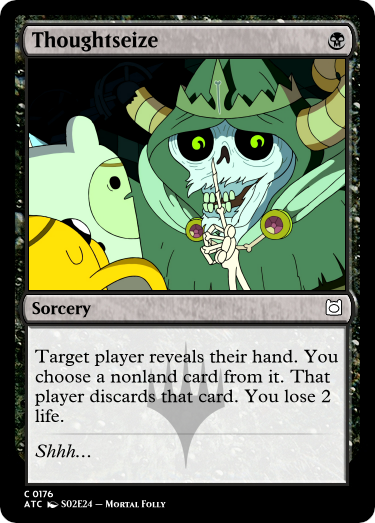 Thoughtseize
Sorcery
Target player reveals their hand. You
choose a nonland card from it. That
player discards that card. You lose 2
life.
Shhh...
C 0176
ATC S02E24 – Mortal Folly